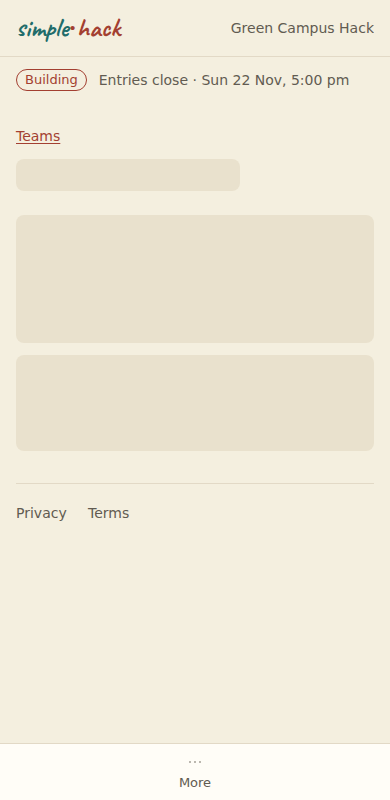 simple·hack
Green Campus Hack
Building
Entries close · Sun 22 Nov, 5:00 pm
Teams
Privacy
Terms
...
More